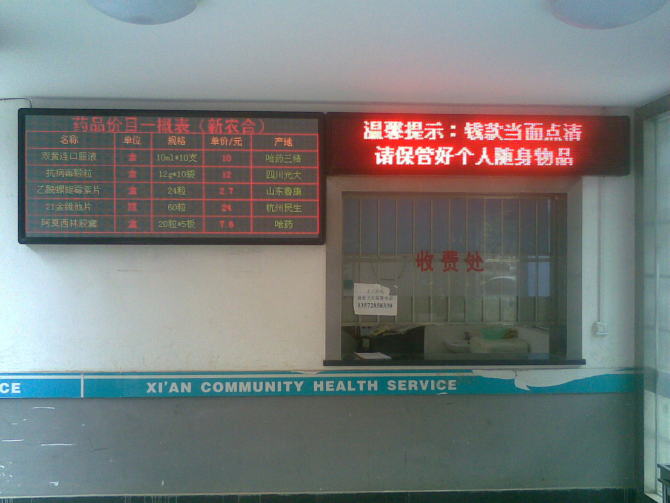 药品价目一撤表（新农合）
名称 单位 规格 单价/元 产地
双黄连口服液 盒 10ml*10支 10 哈药三精
抗病毒颗粒 盒 12g*10袋 12 四川光大
乙酰螺旋霉素片 盒 24粒 2.7 山东鲁康
21金维他片 瓶 60粒 24 杭州民生
阿莫西林胶囊 盒 20粒*5板 7.8 哈药
温馨提示：钱款当面点清
请保管好个人随身物品
收费处
13572856359
CE
XI'AN COMMUNITY HEALTH SERVICE